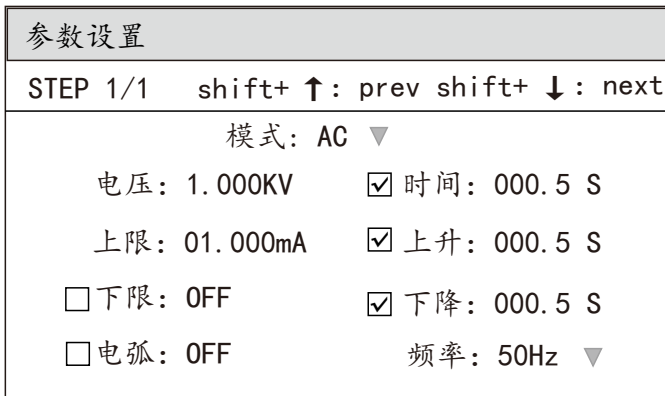 参数设置
STEP 1/1 shift+ ↑: prev shift+ ↓: next
模式: AC ▼
电压: 1.000KV ☑ 时间: 000.5 S
上限: 01.000mA ☑ 上升: 000.5 S
☐ 下限: OFF ☑ 下降: 000.5 S
☐ 电弧: OFF 频率: 50Hz ▼